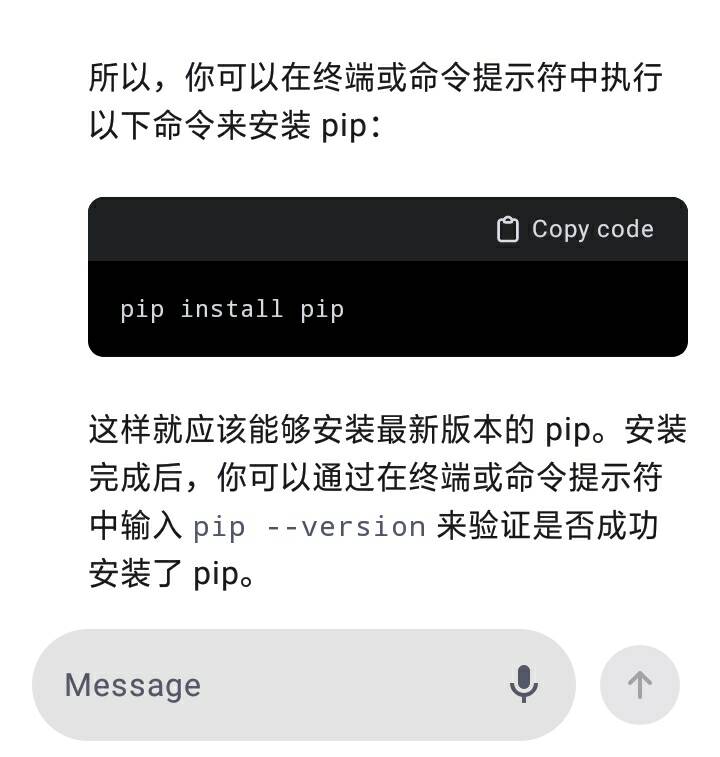 所以，你可以在终端或命令提示符中执行
以下命令来安装 pip：
Copy code
pip install pip
这样就应该能够安装最新版本的 pip。安装
完成后，你可以通过在终端或命令提示符
中输入 pip --version 来验证是否成功
安装了 pip。
Message